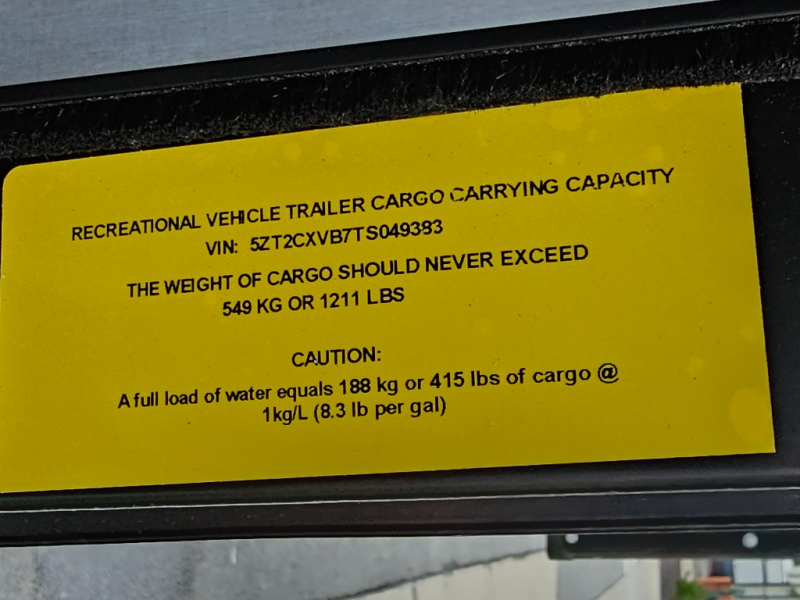 RECREATIONAL VEHICLE TRAILER CARGO CARRYING CAPACITY
VIN: 5ZT2CXVB7TS049383
THE WEIGHT OF CARGO SHOULD NEVER EXCEED
549 KG OR 1211 LBS
CAUTION:
A full load of water equals 188 kg or 415 lbs of cargo @
1kg/L (8.3 lb per gal)